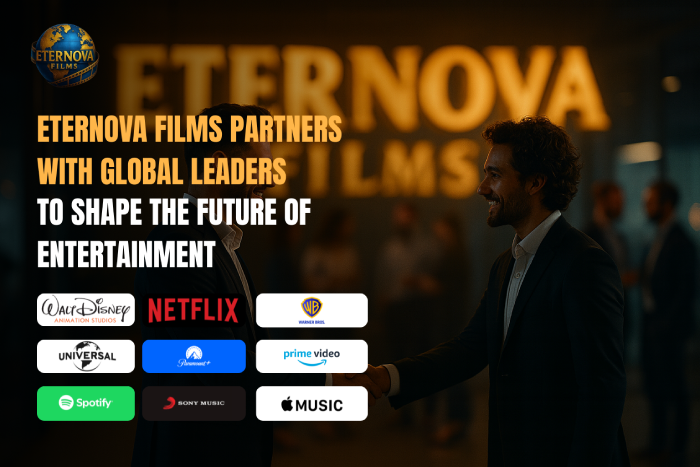 ETERNOVA
FILMS
ETERNOVA
FILMS
ETERNOVA FILMS PARTNERS
WITH GLOBAL LEADERS
TO SHAPE THE FUTURE OF
ENTERTAINMENT
WALT DISNEY
ANIMATION STUDIOS
NETFLIX
WB
WARNER BROS.
UNIVERSAL
Paramount+
prime video
Spotify
SONY MUSIC
MUSIC